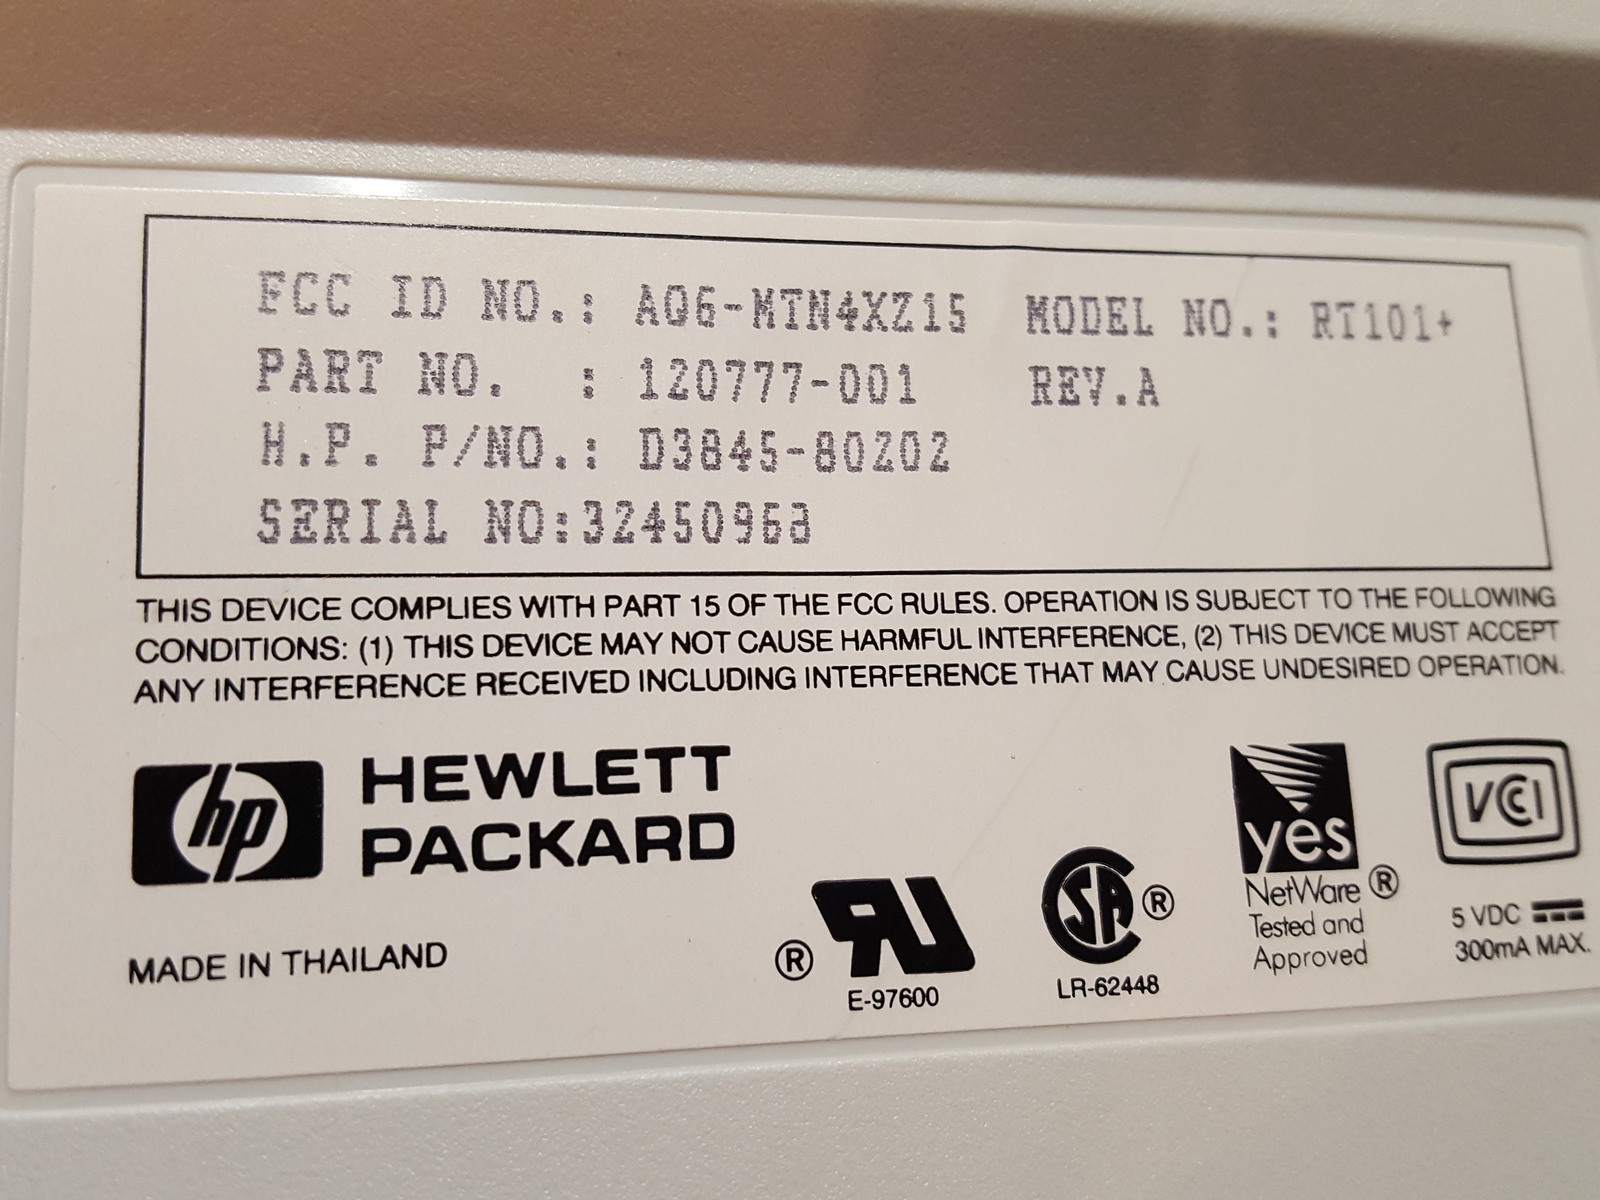 FCC ID NO.: AQ6-MTN4XZ15 MODEL NO.: RT101+
PART NO. : 120777-001 REV.A
H.P. P/NO.: D3845-80202
SERIAL NO:3245096a
THIS DEVICE COMPLIES WITH PART 15 OF THE FCC RULES. OPERATION IS SUBJECT TO THE FOLLOWING
CONDITIONS: (1) THIS DEVICE MAY NOT CAUSE HARMFUL INTERFERENCE, (2) THIS DEVICE MUST ACCEPT
ANY INTERFERENCE RECEIVED INCLUDING INTERFERENCE THAT MAY CAUSE UNDESIRED OPERATION.
hp HEWLETT
PACKARD
MADE IN THAILAND
® RU
E-97600
SA ®
LR-62448
yes
NetWare ®
Tested and
Approved
VCI
5 VDC
300mA MAX.